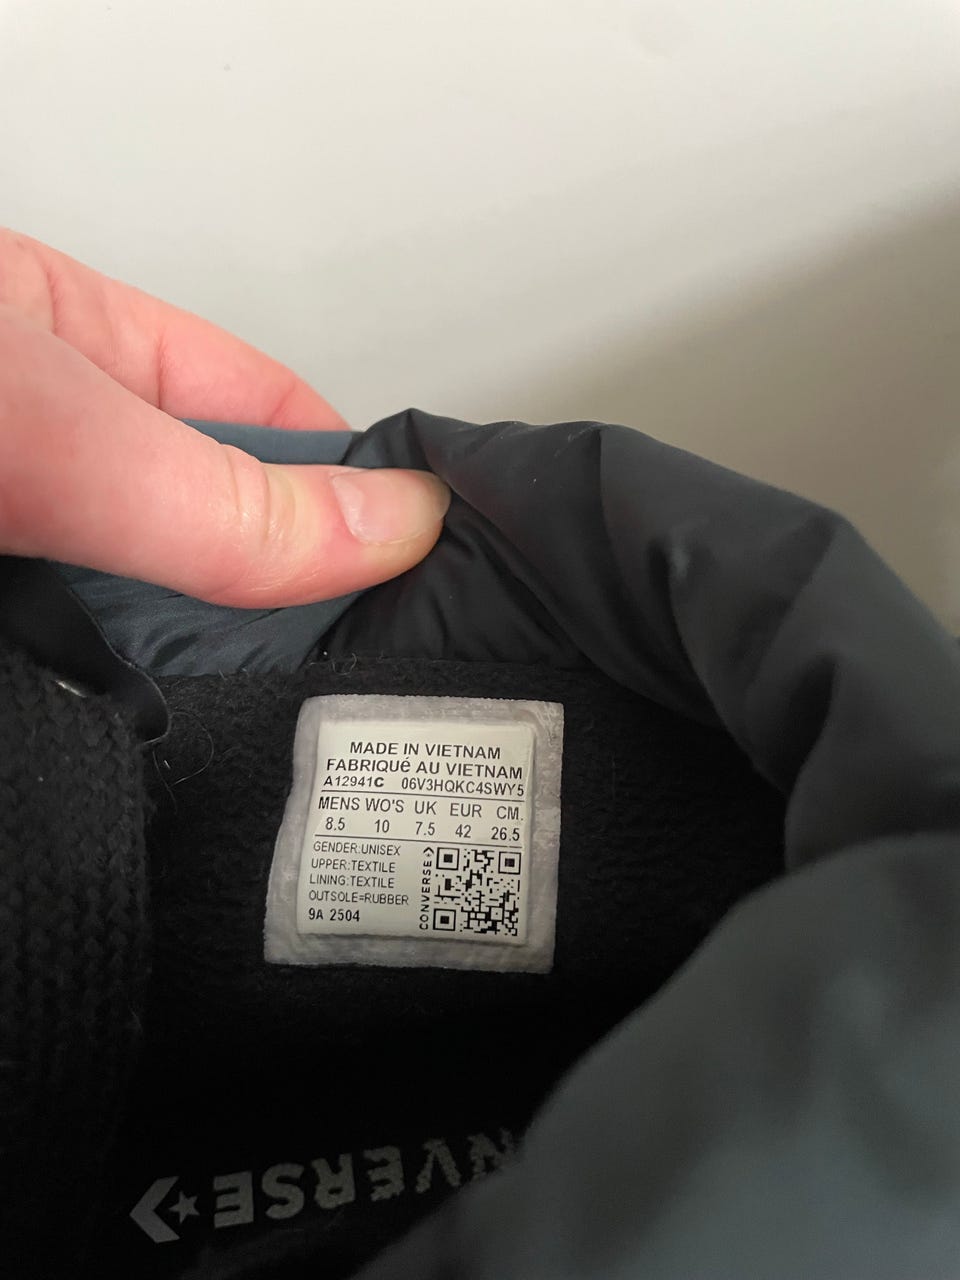 MADE IN VIETNAM
FABRIQUé AU VIETNAM
A12941C 06V3HQKC4SWY5
MENS WO'S UK EUR CM.
8.5 10 7.5 42 26.5
GENDER:UNISEX
UPPER:TEXTILE
LINING:TEXTILE
OUTSOLE=RUBBER
9A 2504
CONVERSE
NVERSE